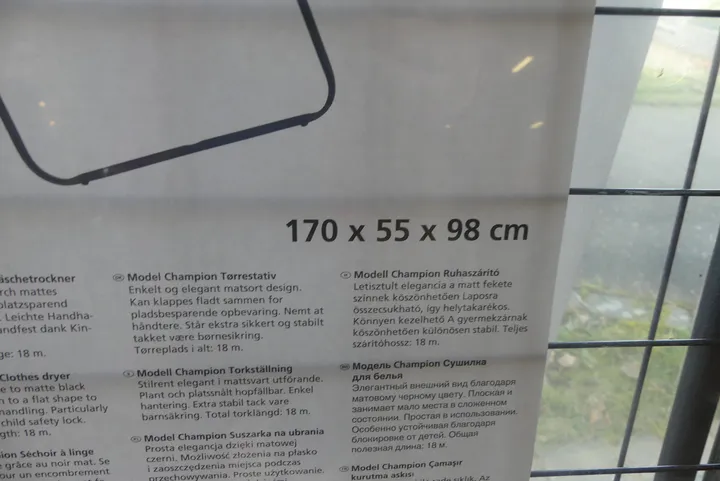 170 x 55 x 98 cm
äschetrockner
rch mattes
platzsparend
. Leichte Handha-
andfest dank Kin-
ge: 18 m.
Clothes dryer
e to matte black
n to a flat shape to
handling. Particularly
child safety lock.
gth: 18 m.
ion Séchoir à linge
e grâce au noir mat. Se
our un encombrement
Model Champion Tørrestativ
Enkelt og elegant matsort design.
Kan klappes fladt sammen for
pladsbesparende opbevaring. Nemt at
håndtere. Står ekstra sikkert og stabilt
takket være børnesikring.
Tørreplads i alt: 18 m.
Modell Champion Torkställning
Stilrent elegant i mattsvart utförande.
Plant och platssnålt hopfällbar. Enkel
hantering. Extra stabil tack vare
barnsäkring. Total torklängd: 18 m.
Model Champion Suszarka na ubrania
Prosta elegancja dzięki matowej
czerni. Możliwość złożenia na płasko
i zaoszczędzenia miejsca podczas
przechowywania. Proste użytkowanie.
Modell Champion Ruhaszárító
Letisztult elegancia a matt fekete
színnek köszönhetően Laposra
összecsukható, így helytakarékos.
Könnyen kezelhető A gyermekzárnak
köszönhetően különösen stabil. Teljes
szárítóhossz: 18 m.
Модель Champion Сушилка
для белья
Элегантный внешний вид благодаря
матовому черному цвету. Плоская и
занимает мало места в сложенном
состоянии. Простая в использовании.
Особенно устойчивая благодаря
блокировке от детей. Общая
полезная длина: 18 м.
Model Champion Çamaşır
kurutma askısı